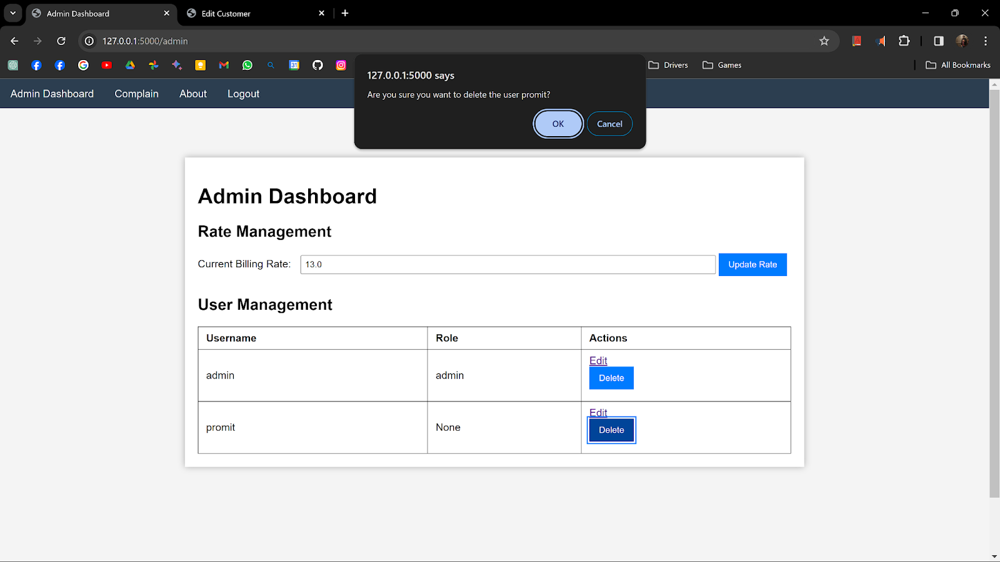 Admin Dashboard
Edit Customer
127.0.0.1:5000/admin
31
Drivers
Games
All Bookmarks
127.0.0.1:5000 says
Are you sure you want to delete the user promit?
OK
Cancel
Admin Dashboard
Complain
About
Logout
Admin Dashboard
Rate Management
Current Billing Rate:
13.0
Update Rate
User Management
Username
Role
Actions
admin
admin
Edit
Delete
promit
None
Edit
Delete